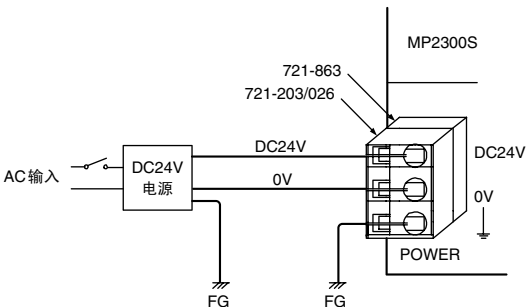 MP2300S
721-863
721-203/026
DC24V
DC24V
AC输入
DC24V
电源
0V
0V
POWER
FG
FG